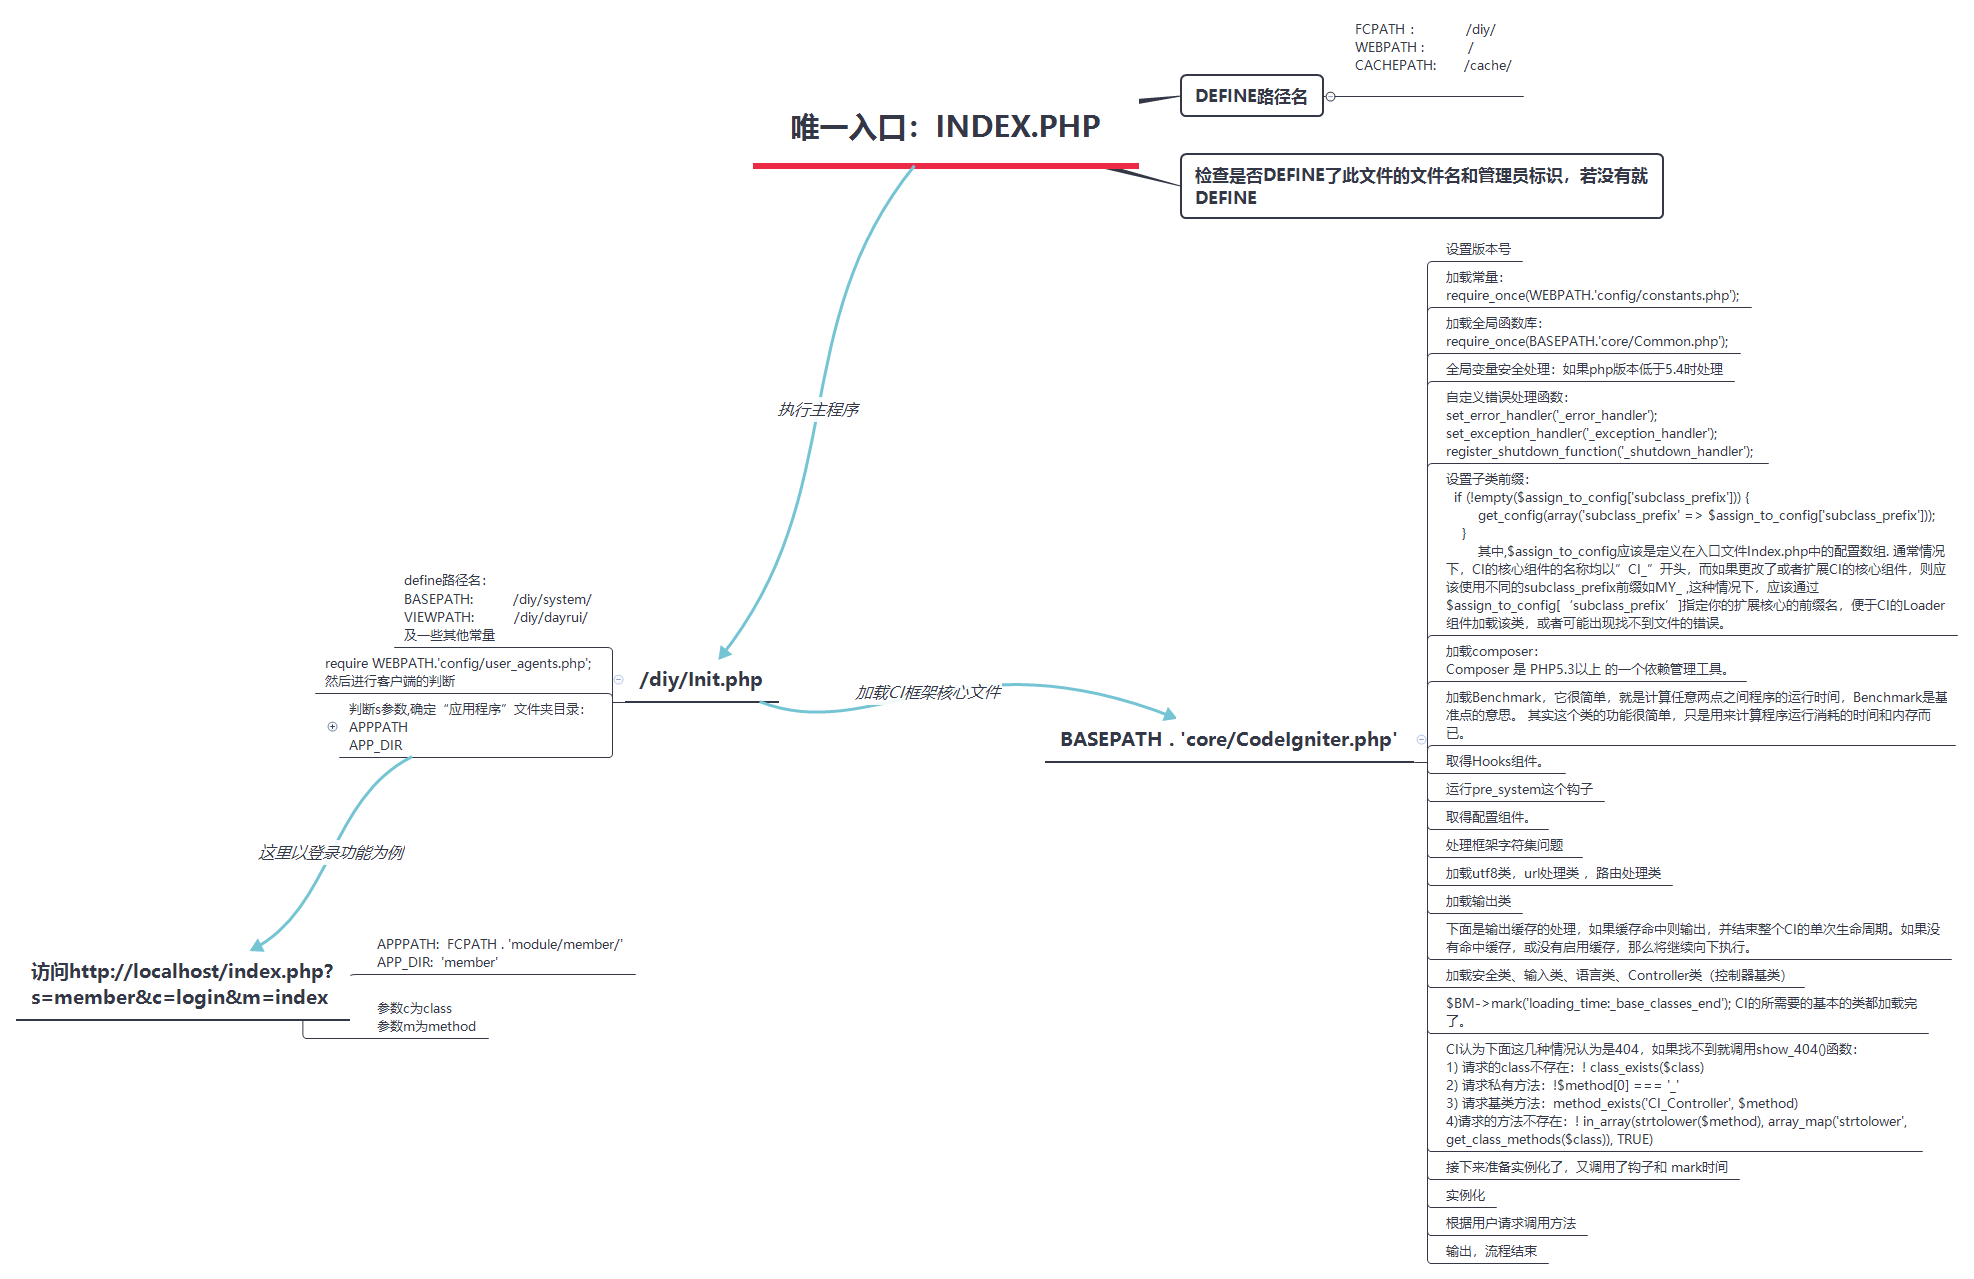 唯一入口：INDEX.PHP
DEFINE路径名
FCPATH： /diy/
WEBPATH： /
CACHEPATH: /cache/
检查是否DEFINE了此文件的文件名和管理员标识，若没有就
DEFINE
执行主程序
/diy/Init.php
define路径名：
BASEPATH: /diy/system/
VIEWPATH: /diy/dayrui/
及一些其他常量
require WEBPATH.'config/user_agents.php';
然后进行客户端的判断
判断s参数,确定“应用程序”文件夹目录：
APPPATH
APP_DIR
这里以登录功能为例
访问http://localhost/index.php?
s=member&c=login&m=index
APPPATH: FCPATH . 'module/member/'
APP_DIR: 'member'
参数c为class
参数m为method
加载CI框架核心文件
BASEPATH . 'core/CodeIgniter.php'
设置版本号
加载常量：
require_once(WEBPATH.'config/constants.php');
加载全局函数库：
require_once(BASEPATH.'core/Common.php');
全局变量安全处理：如果php版本低于5.4时处理
自定义错误处理函数：
set_error_handler('_error_handler');
set_exception_handler('_exception_handler');
register_shutdown_function('_shutdown_handler');
设置子类前缀：
if (!empty($assign_to_config['subclass_prefix'])) {
get_config(array('subclass_prefix' => $assign_to_config['subclass_prefix']));
}
其中,$assign_to_config应该是定义在入口文件Index.php中的配置数组. 通常情况
下，CI的核心组件的名称均以”CI_”开头，而如果更改了或者扩展CI的核心组件，则应
该使用不同的subclass_prefix前缀如MY_ ,这种情况下，应该通过
$assign_to_config[‘subclass_prefix’]指定你的扩展核心的前缀名，便于CI的Loader
组件加载该类，或者可能出现找不到文件的错误。
加载composer：
Composer 是 PHP5.3以上 的一个依赖管理工具。
加载Benchmark，它很简单，就是计算任意两点之间程序的运行时间，Benchmark是基
准点的意思。 其实这个类的功能很简单，只是用来计算程序运行消耗的时间和内存而
已。
取得Hooks组件。
运行pre_system这个钩子
取得配置组件。
处理框架字符集问题
加载utf8类，url处理类 ，路由处理类
加载输出类
下面是输出缓存的处理，如果缓存命中则输出，并结束整个CI的单次生命周期。如果没
有命中缓存，或没有启用缓存，那么将继续向下执行。
加载安全类、输入类、语言类、Controller类（控制器基类）
$BM->mark('loading_time:_base_classes_end'); CI的所需要的基本的类都加载完
了。
CI认为下面这几种情况认为是404，如果找不到就调用show_404()函数：
1) 请求的class不存在：! class_exists($class)
2) 请求私有方法：!$method[0] === '_'
3) 请求基类方法：method_exists('CI_Controller', $method)
4)请求的方法不存在：! in_array(strtolower($method), array_map('strtolower',
get_class_methods($class)), TRUE)
接下来准备实例化了，又调用了钩子和 mark时间
实例化
根据用户请求调用方法
输出，流程结束